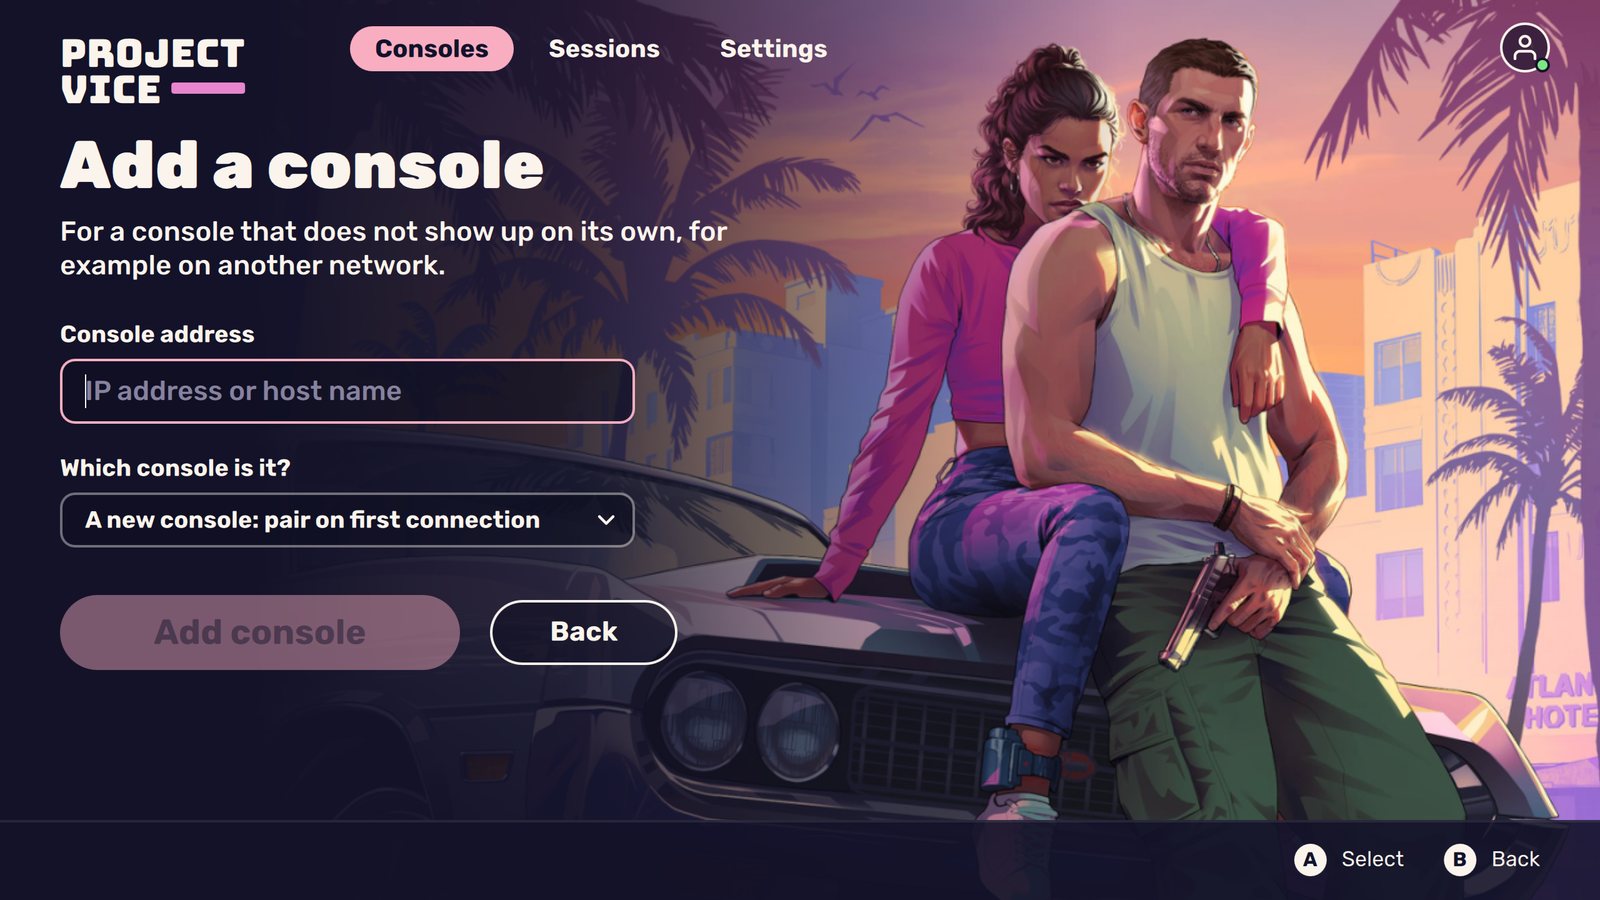 PROJECT
VICE
Consoles
Sessions
Settings
Add a console
For a console that does not show up on its own, for
example on another network.
Console address
IP address or host name
Which console is it?
A new console: pair on first connection
Add console
Back
TLAN
HOTE
A Select
B Back